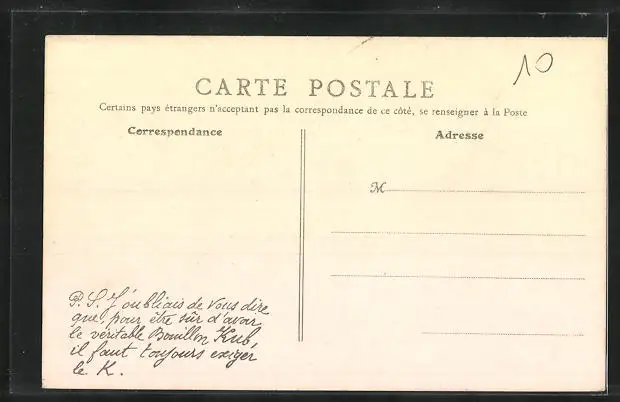 10
CARTE POSTALE
Certains pays étrangers n'acceptant pas la correspondance de ce côté, se renseigner à la Poste
Correspondance
Adresse
M
P. S. J'oubliais de vous dire
que, pour être sûr d'avoir
le véritable Bouillon Kub,
il faut toujours exiger
le K.